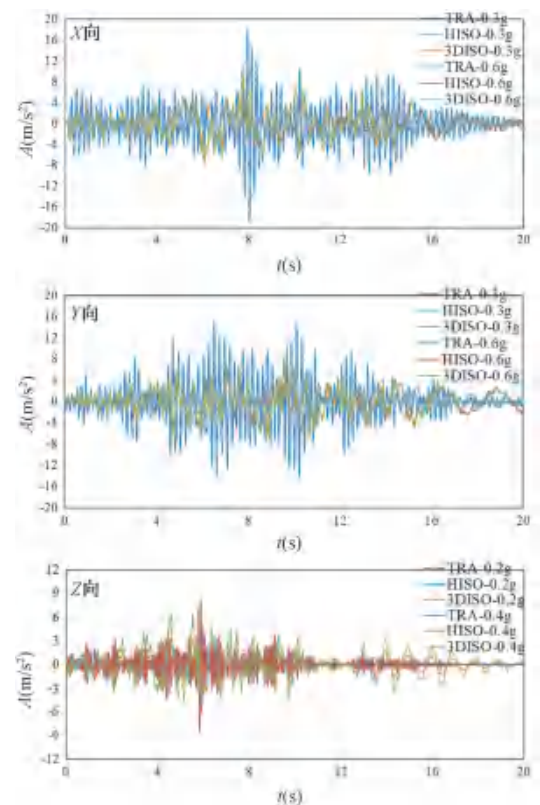 X向
TRA-0.3g
HISO-0.3g
3DISO-0.3g
TRA-0.6g
HISO-0.6g
3DISO-0.6g
A(m/s²)
20
16
12
8
4
0
-4
-8
-12
-16
-20
0 4 8 12 16 20
t(s)
Y向
TRA-0.3g
HISO-0.3g
3DISO-0.3g
TRA-0.6g
HISO-0.6g
3DISO-0.6g
A(m/s²)
20
16
12
8
4
0
-4
-8
-12
-16
-20
0 4 8 12 16 20
t(s)
Z向
TRA-0.2g
HISO-0.2g
3DISO-0.2g
TRA-0.4g
HISO-0.4g
3DISO-0.4g
A(m/s²)
12
9
6
3
0
-3
-6
-9
-12
0 4 8 12 16 20
t(s)